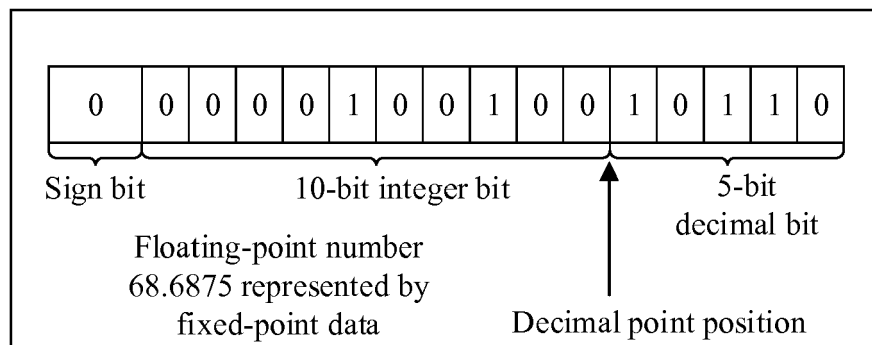 0 0 0 0 0 1 0 0 1 0 0 1 0 1 1 0
Sign bit
10-bit integer bit
5-bit
decimal bit
Floating-point number
68.6875 represented by
fixed-point data
Decimal point position